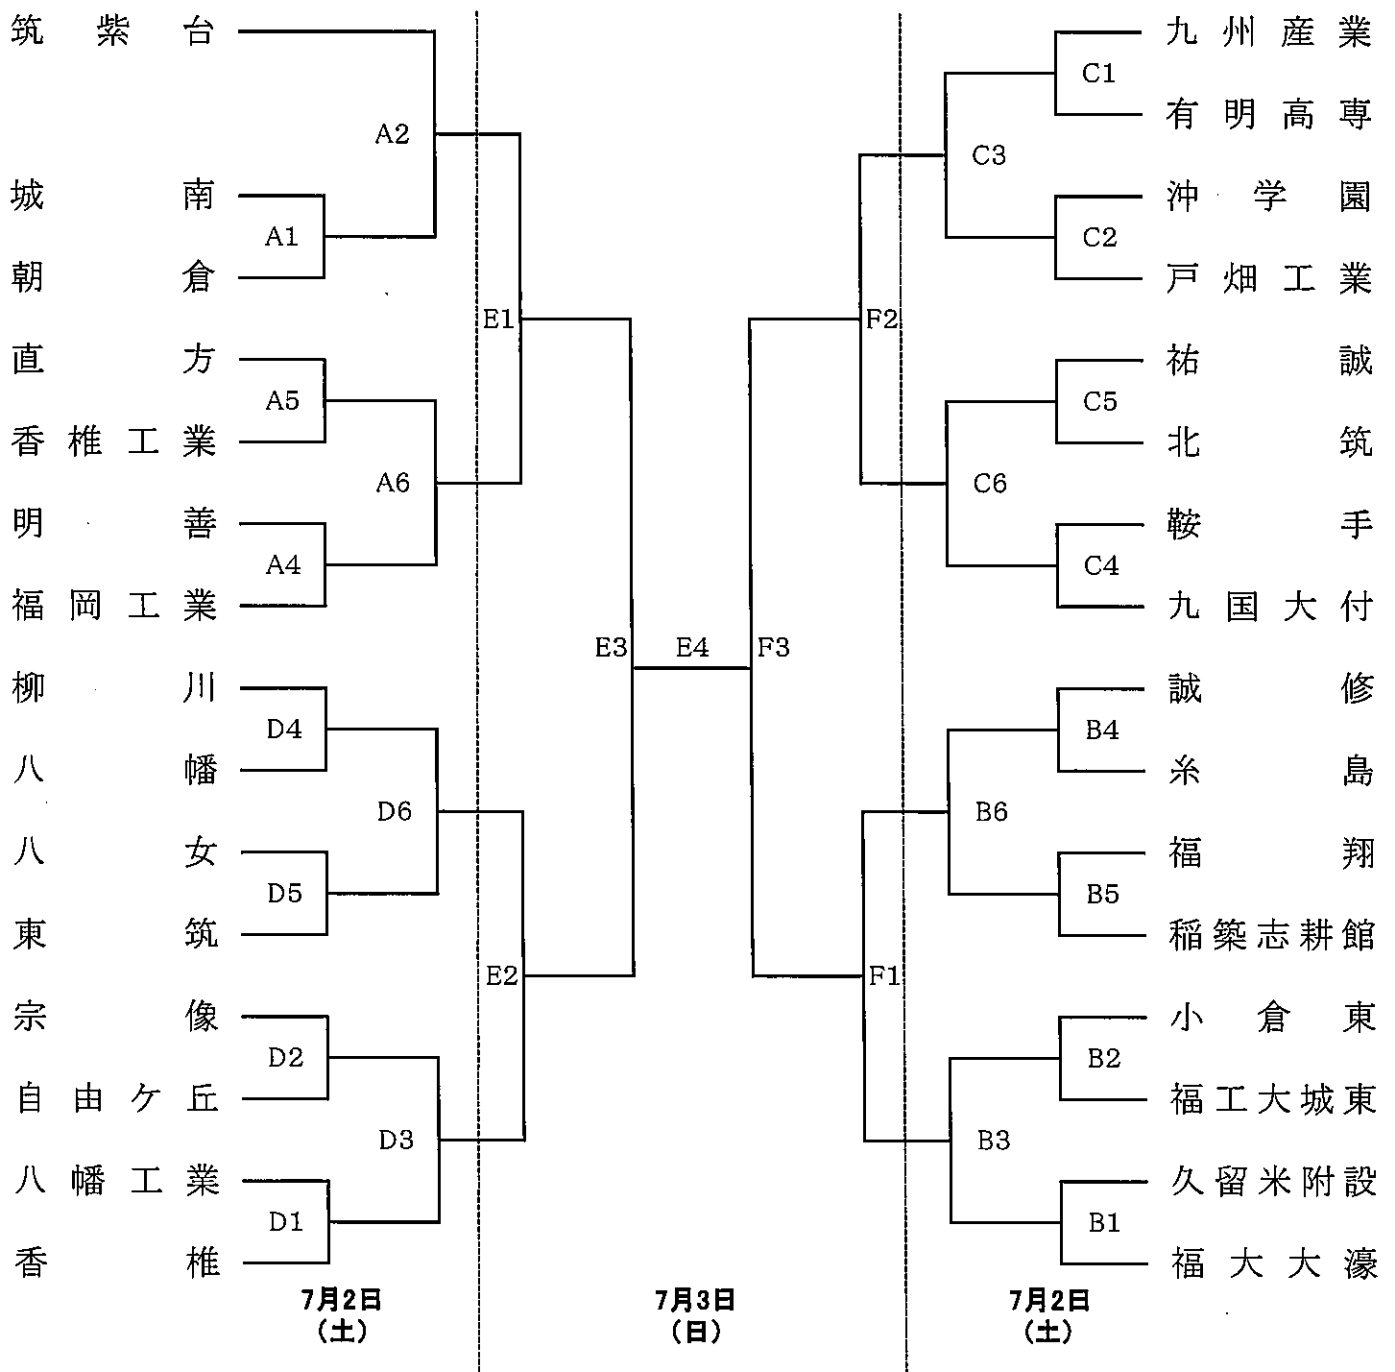 筑紫台
城南
朝倉
直方
香椎工業
明善
福岡工業
柳川
八幡
八女
東筑
宗像
自由ケ丘
八幡工業
香椎
A2
A1
A5
A6
A4
D4
D6
D5
D2
D3
D1
7月2日
(土)
E1
E2
E3
E4
F3
F2
F1
7月3日
(日)
C1
C3
C2
C5
C6
C4
B4
B6
B5
B2
B3
B1
7月2日
(土)
九州産業
有明高専
沖学園
戸畑工業
祐誠
北筑
鞍手
九国大付
誠修
糸島
福翔
稲築志耕館
小倉東
福工大城東
久留米附設
福大大濠